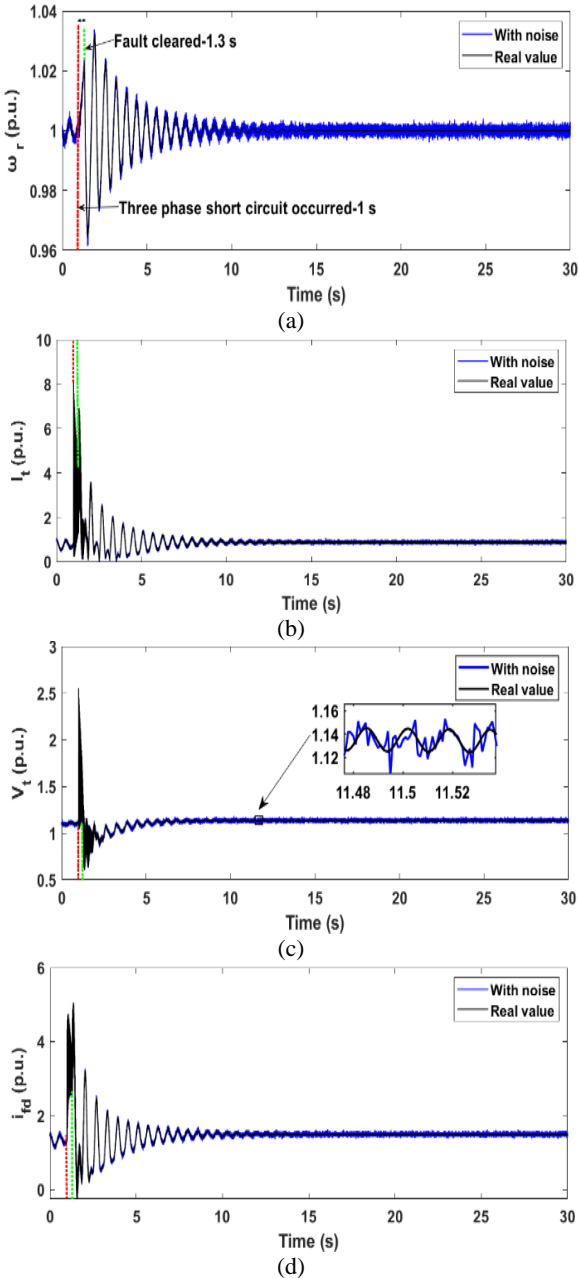 1.04
1.02
1
0.98
0.96
ω r (p.u.)
Fault cleared-1.3 s
With noise
Real value
Three phase short circuit occurred-1 s
0 5 10 15 20 25 30
Time (s)
(a)
10
8
6
4
2
0
I t (p.u.)
With noise
Real value
0 5 10 15 20 25 30
Time (s)
(b)
3
2.5
2
1.5
1
0.5
V t (p.u.)
With noise
Real value
1.16
1.14
1.12
11.48 11.5 11.52
0 5 10 15 20 25 30
Time (s)
(c)
6
4
2
0
i fd (p.u.)
With noise
Real value
0 5 10 15 20 25 30
Time (s)
(d)